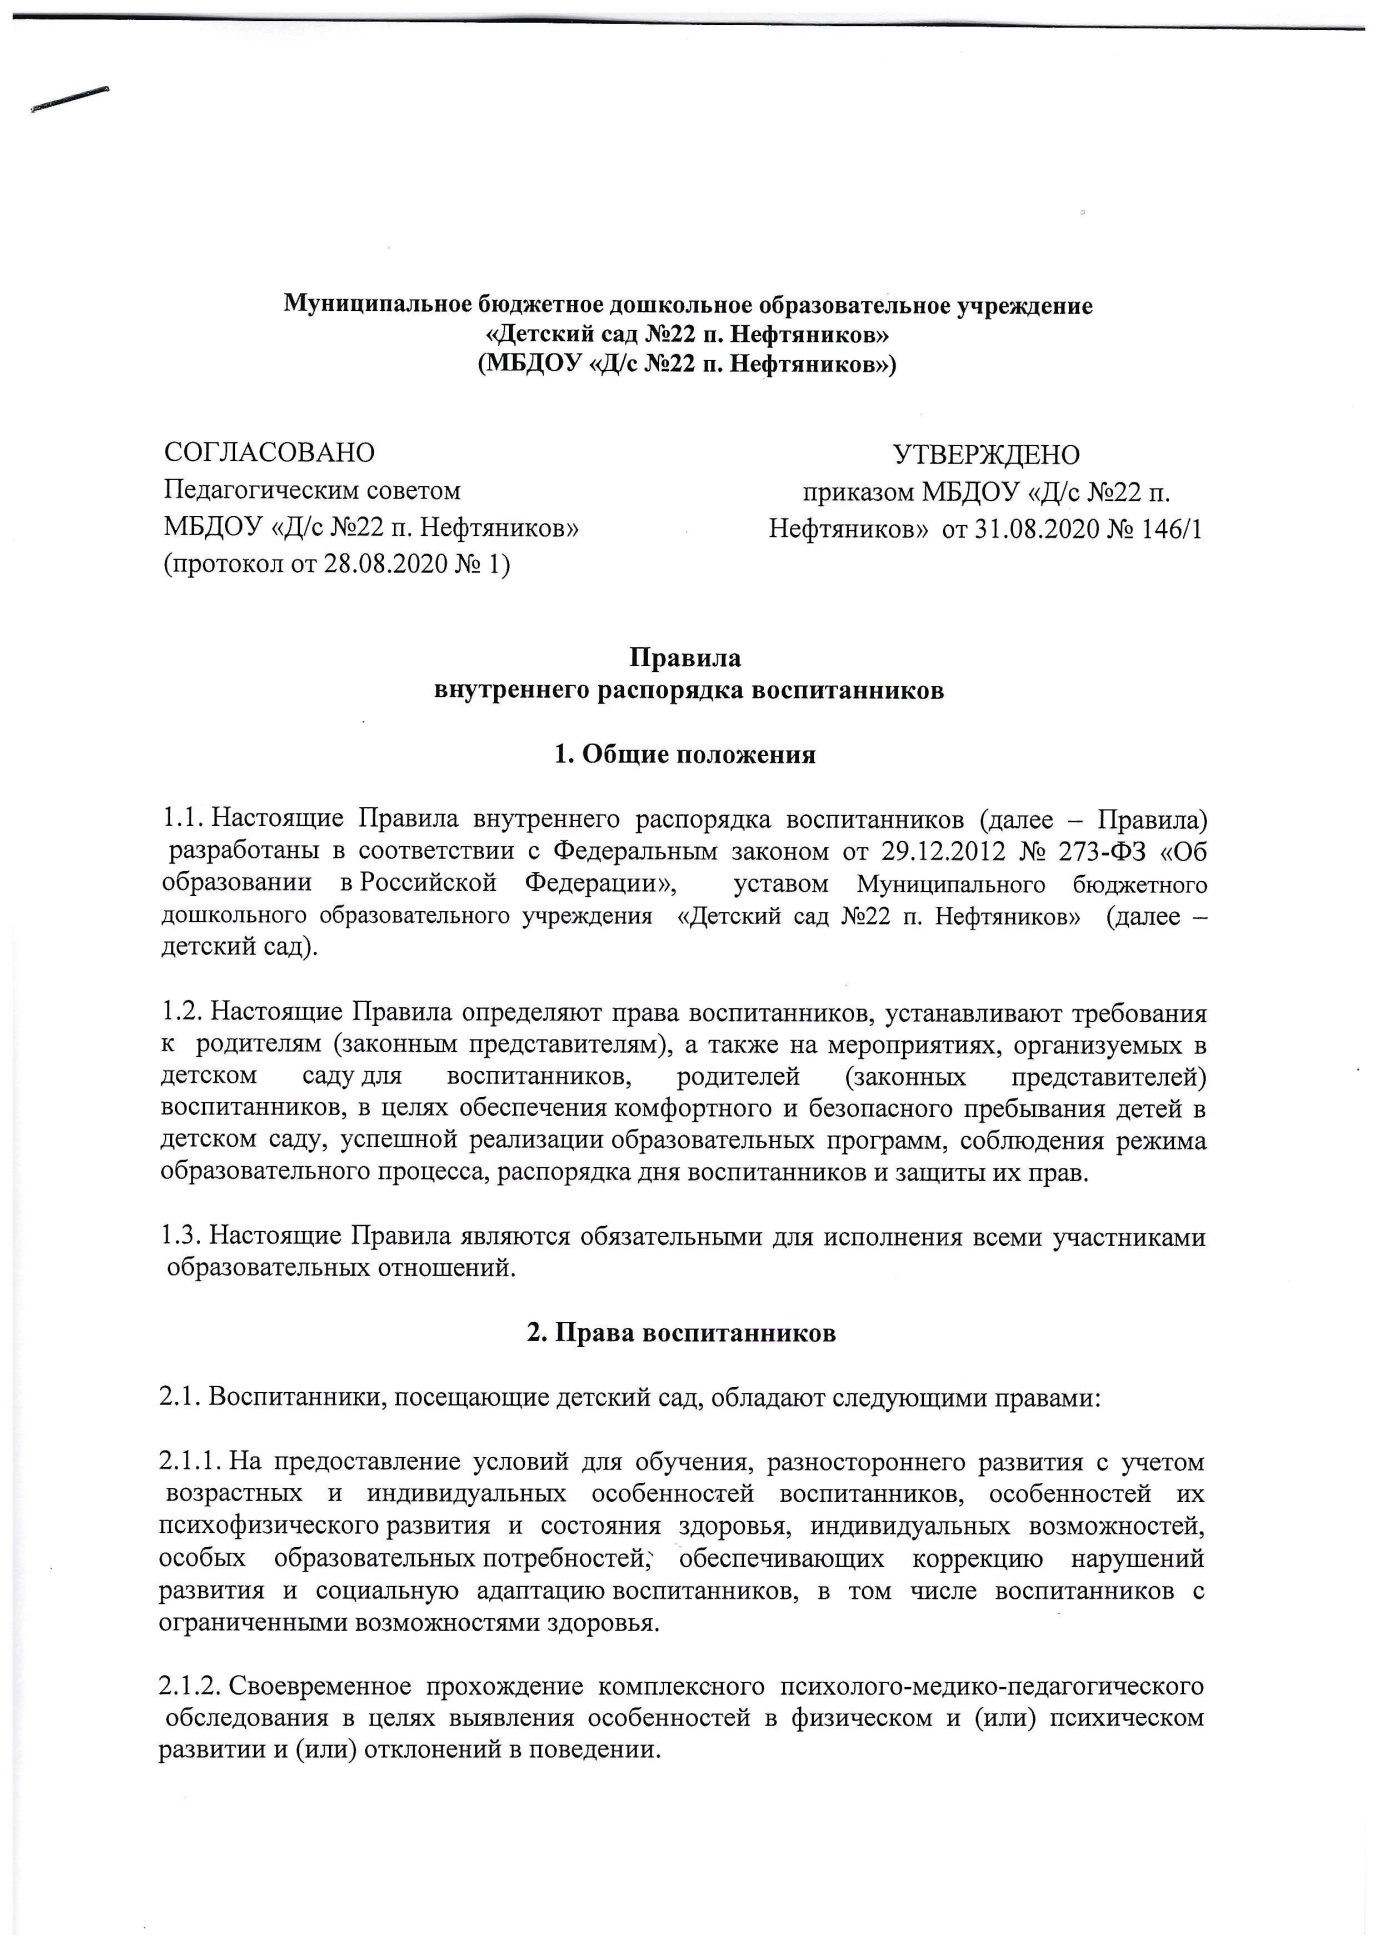 Муниципальное бюджетное дошкольное образовательное учреждение
«Детский сад №22 п. Нефтяников»
(МБДОУ «Д/с №22 п. Нефтяников»)
СОГЛАСОВАНО
Педагогическим советом
МБДОУ «Д/с №22 п. Нефтяников»
(протокол от 28.08.2020 № 1)
УТВЕРЖДЕНО
приказом МБДОУ «Д/с №22 п.
Нефтяников» от 31.08.2020 № 146/1
Правила
внутреннего распорядка воспитанников
1. Общие положения
1.1. Настоящие Правила внутреннего распорядка воспитанников (далее – Правила)
разработаны в соответствии с Федеральным законом от 29.12.2012 № 273-ФЗ «Об
образовании в Российской Федерации», уставом Муниципального бюджетного
дошкольного образовательного учреждения «Детский сад №22 п. Нефтяников» (далее –
детский сад).
1.2. Настоящие Правила определяют права воспитанников, устанавливают требования
к родителям (законным представителям), а также на мероприятиях, организуемых в
детском саду для воспитанников, родителей (законных представителей)
воспитанников, в целях обеспечения комфортного и безопасного пребывания детей в
детском саду, успешной реализации образовательных программ, соблюдения режима
образовательного процесса, распорядка дня воспитанников и защиты их прав.
1.3. Настоящие Правила являются обязательными для исполнения всеми участниками
образовательных отношений.
2. Права воспитанников
2.1. Воспитанники, посещающие детский сад, обладают следующими правами:
2.1.1. На предоставление условий для обучения, разностороннего развития с учетом
возрастных и индивидуальных особенностей воспитанников, особенностей их
психофизического развития и состояния здоровья, индивидуальных возможностей,
особых образовательных потребностей, обеспечивающих коррекцию нарушений
развития и социальную адаптацию воспитанников, в том числе воспитанников с
ограниченными возможностями здоровья.
2.1.2. Своевременное прохождение комплексного психолого-медико-педагогического
обследования в целях выявления особенностей в физическом и (или) психическом
развитии и (или) отклонений в поведении.